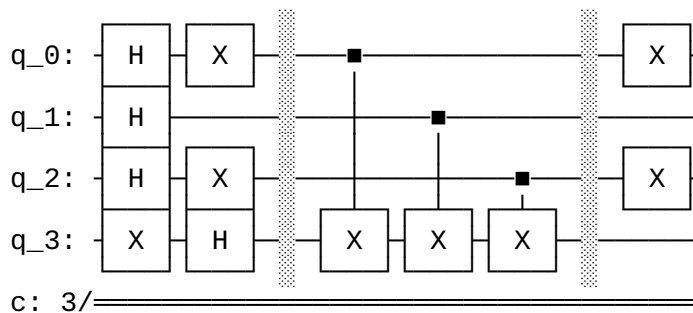 q_0: H X X
q_1: H
q_2: H X X
q_3: X H X X X
c: 3/